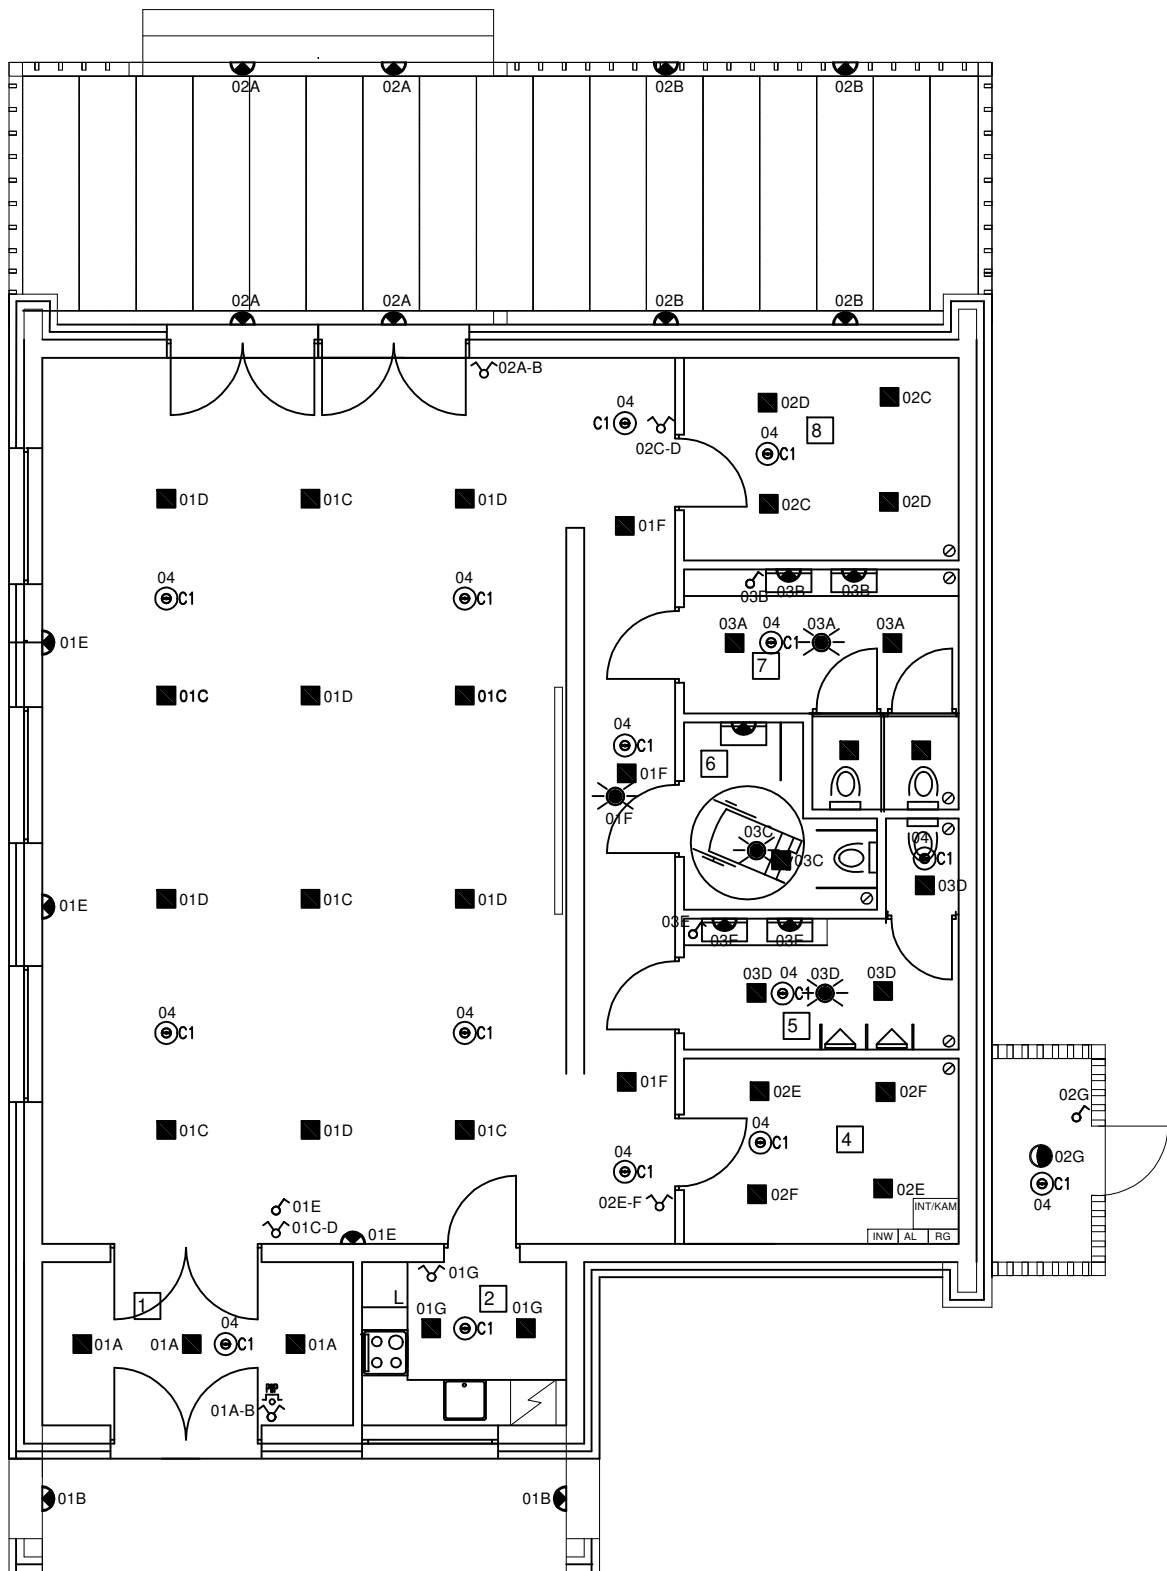 02A 02A 02B 02B
02A 02A 02B 02B
02A-B
04 02D 02C
C1 02C-D 04 8
C1
01D 01C 01D 02C 02D
01F
04 04
C1 C1 03B 03B 03B
01E 03A 04 03A 03A
C1
7
01C 01D 01C
04
C1 6
01F
01F 03C 04
03C C1
03D
01D 01C 01D
01E
03E 03F 03F
03D 04 03D 03D
C1
04 04 5
C1 C1
01F 02E 02F
02G
01C 01D 01C 04 4
C1
02G
04 C1
C1 02F 02E 04
01E 02E-F INT/KAM
01C-D 01E INW AL RG
01G
1 L 2
04 01G 01G
01A 01A C1 01A C1
PWP
01A-B
01B 01B